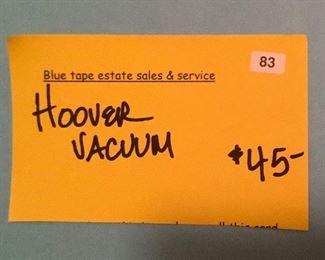 83
Blue tape estate sales & service
HOOVER
VACUUM
$45-